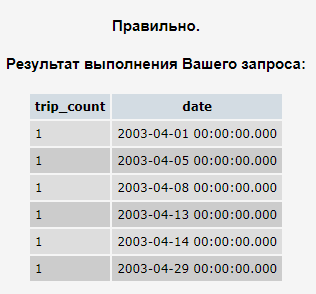 Правильно.
Результат выполнения Вашего запроса:
trip_count date
1 2003-04-01 00:00:00.000
1 2003-04-05 00:00:00.000
1 2003-04-08 00:00:00.000
1 2003-04-13 00:00:00.000
1 2003-04-14 00:00:00.000
1 2003-04-29 00:00:00.000